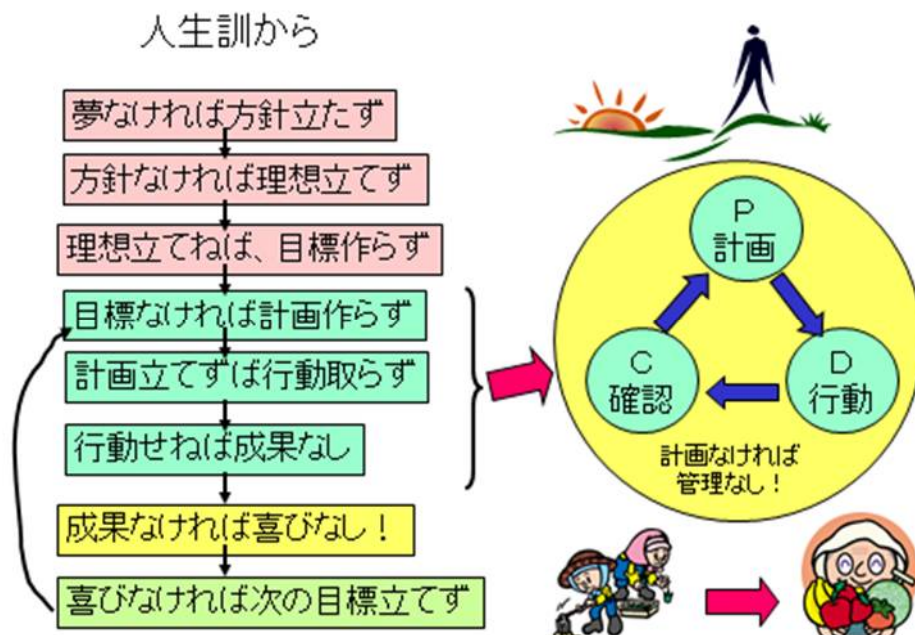 人生訓から
夢なければ方針立たず
方針なければ理想立てず
理想立てねば、目標作らず
目標なければ計画作らず
計画立てずば行動取らず
行動せねば成果なし
成果なければ喜びなし！
喜びなければ次の目標立てず
P
計画
D
行動
C
確認
計画なければ
管理なし！